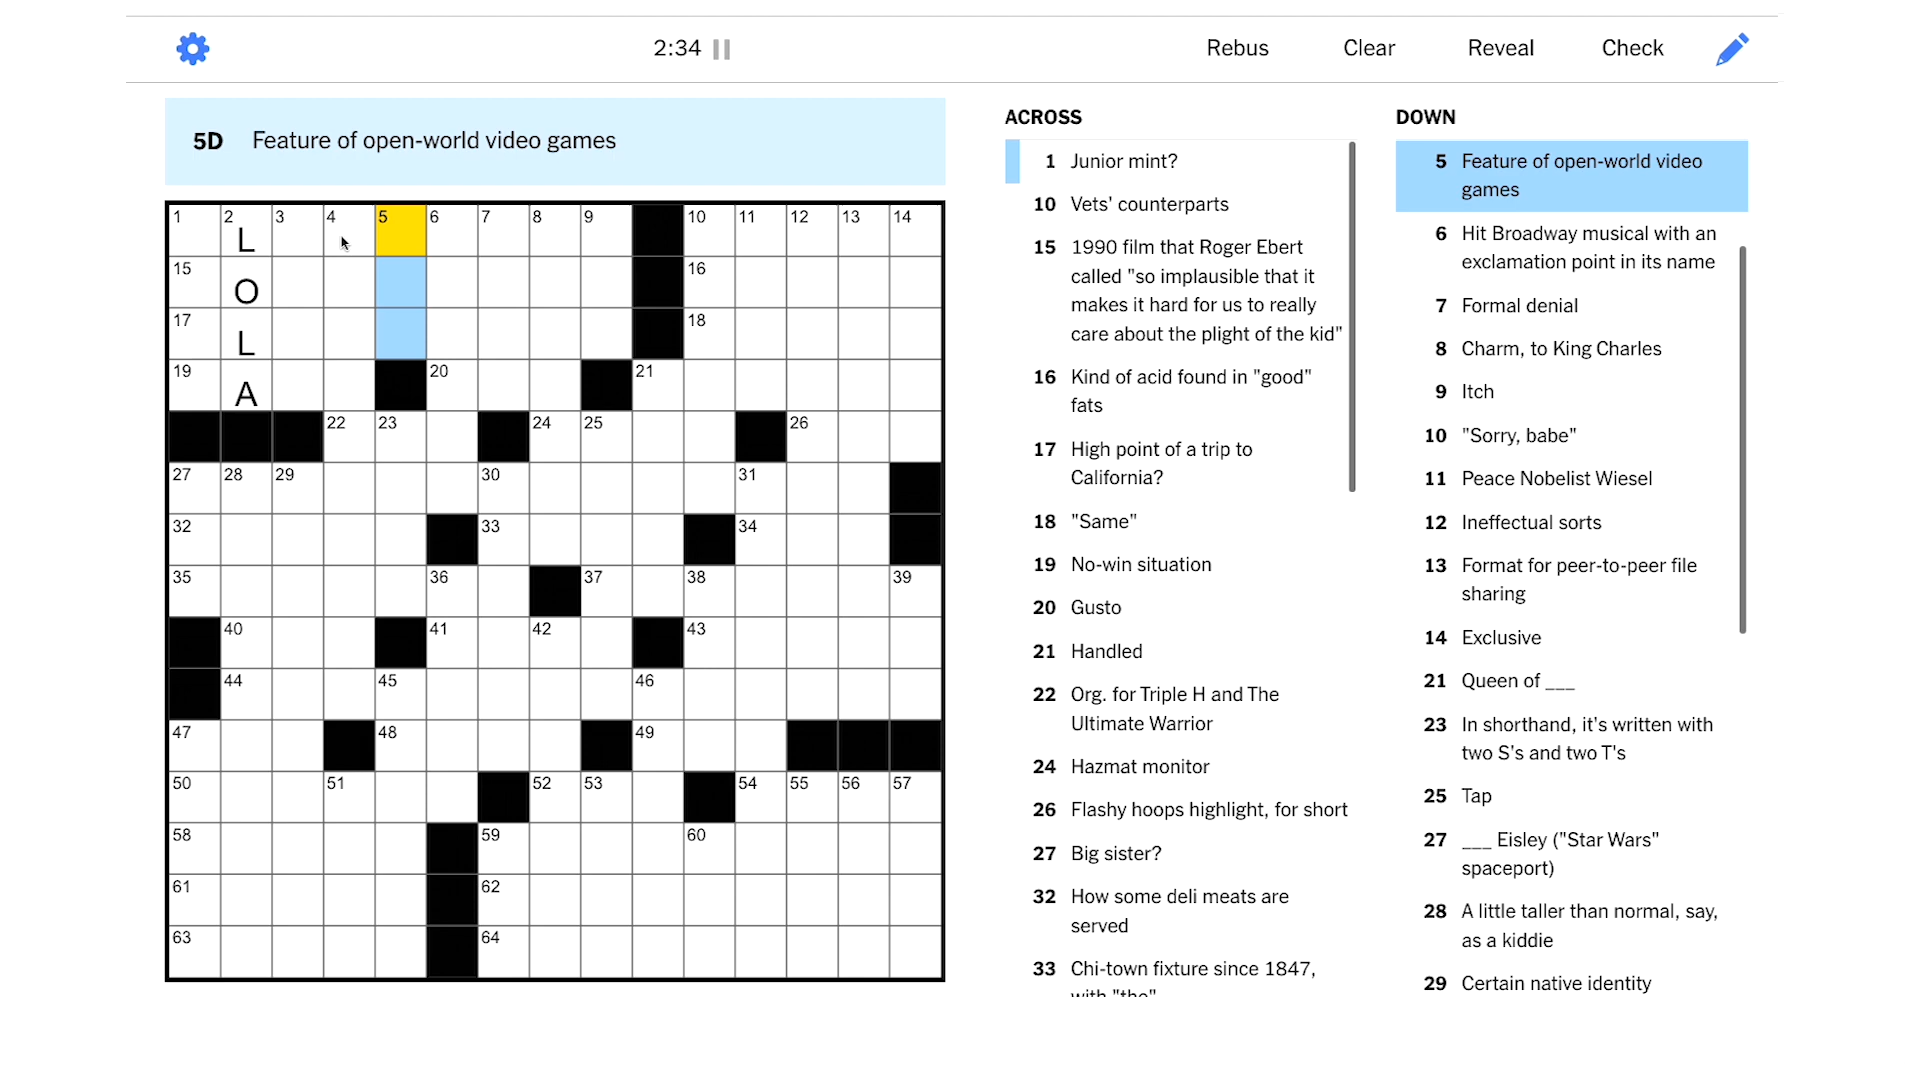 2:34
Rebus
Clear
Reveal
Check
5D Feature of open-world video games
1 2 3 4 5 6 7 8 9 10 11 12 13 14
L
15 16
O
17 18
L
19 20 21
A
22 23 24 25 26
27 28 29 30 31
32 33 34
35 36 37 38 39
40 41 42 43
44 45 46
47 48 49
50 51 52 53 54 55 56 57
58 59 60
61 62
63 64
ACROSS
1 Junior mint?
10 Vets' counterparts
15 1990 film that Roger Ebert
called "so implausible that it
makes it hard for us to really
care about the plight of the kid"
16 Kind of acid found in "good"
fats
17 High point of a trip to
California?
18 "Same"
19 No-win situation
20 Gusto
21 Handled
22 Org. for Triple H and The
Ultimate Warrior
24 Hazmat monitor
26 Flashy hoops highlight, for short
27 Big sister?
32 How some deli meats are
served
33 Chi-town fixture since 1847,
with "the"
DOWN
5 Feature of open-world video
games
6 Hit Broadway musical with an
exclamation point in its name
7 Formal denial
8 Charm, to King Charles
9 Itch
10 "Sorry, babe"
11 Peace Nobelist Wiesel
12 Ineffectual sorts
13 Format for peer-to-peer file
sharing
14 Exclusive
21 Queen of ___
23 In shorthand, it's written with
two S's and two T's
25 Tap
27 ___ Eisley ("Star Wars"
spaceport)
28 A little taller than normal, say,
as a kiddie
29 Certain native identity